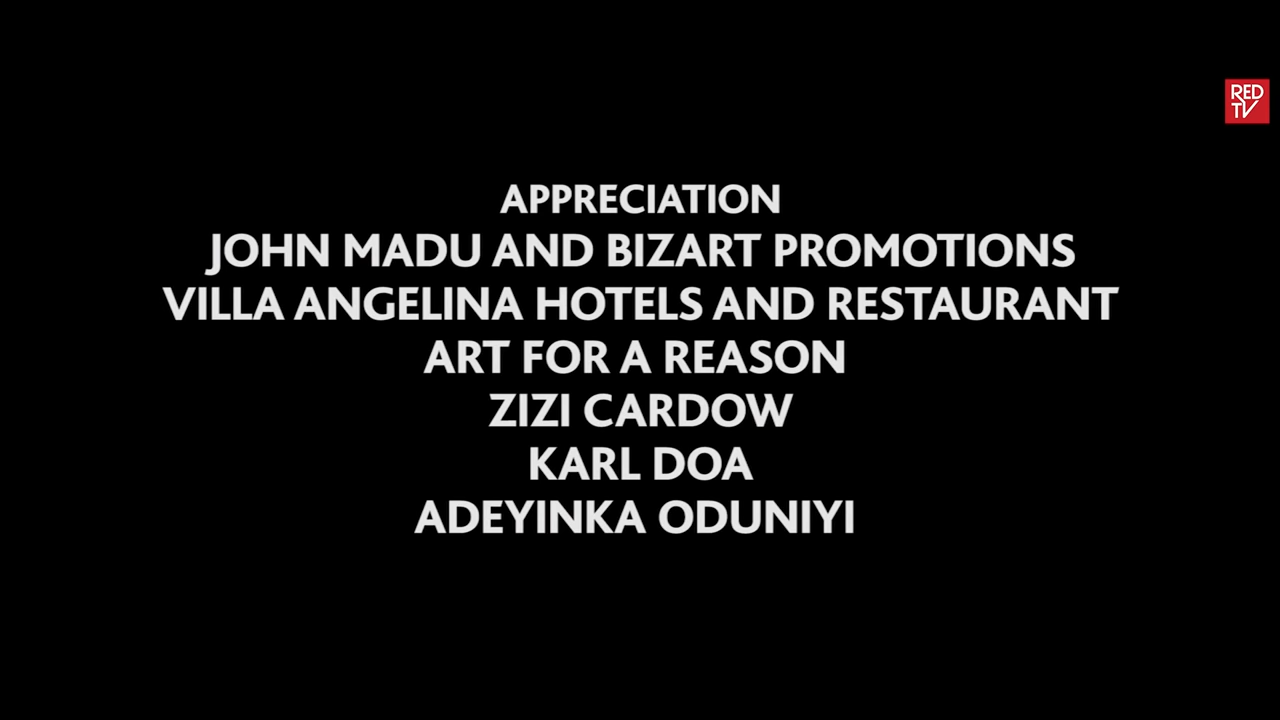 RED
TV
APPRECIATION
JOHN MADU AND BIZART PROMOTIONS
VILLA ANGELINA HOTELS AND RESTAURANT
ART FOR A REASON
ZIZI CARDOW
KARL DOA
ADEYINKA ODUNIYI